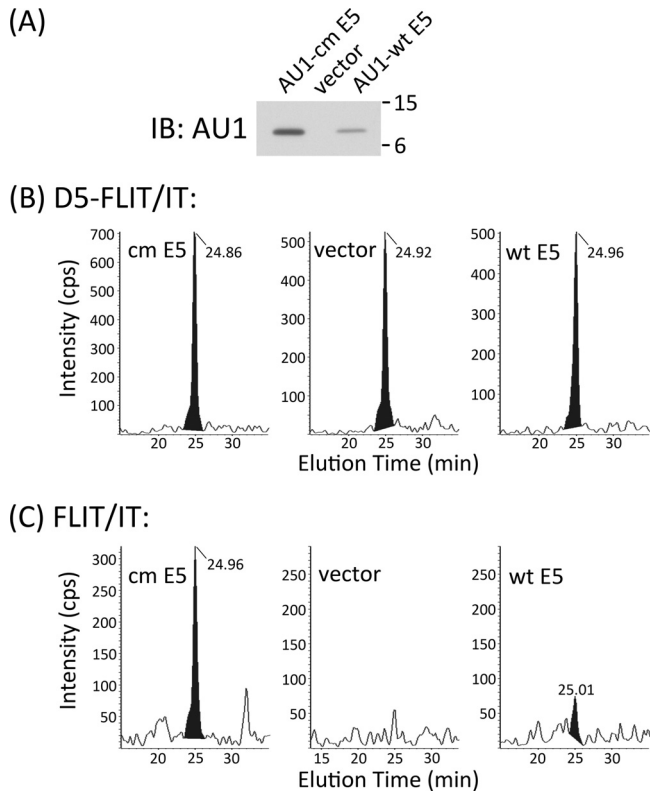 (A)
AU1-cm E5
vector
AU1-wt E5
IB: AU1
15
6
(B) D5-FLIT/IT:
Intensity (cps)
700
600
500
400
300
200
100
cm E5
24.86
20 25 30
500
400
300
200
100
vector
24.92
20 25 30
500
400
300
200
100
wt E5
24.96
20 25 30
Elution Time (min)
(C) FLIT/IT:
Intensity (cps)
300
250
200
150
100
50
cm E5
24.96
20 25 30
250
200
150
100
50
vector
15 20 25 30
250
200
150
100
50
wt E5
25.01
20 25 30
Elution Time (min)